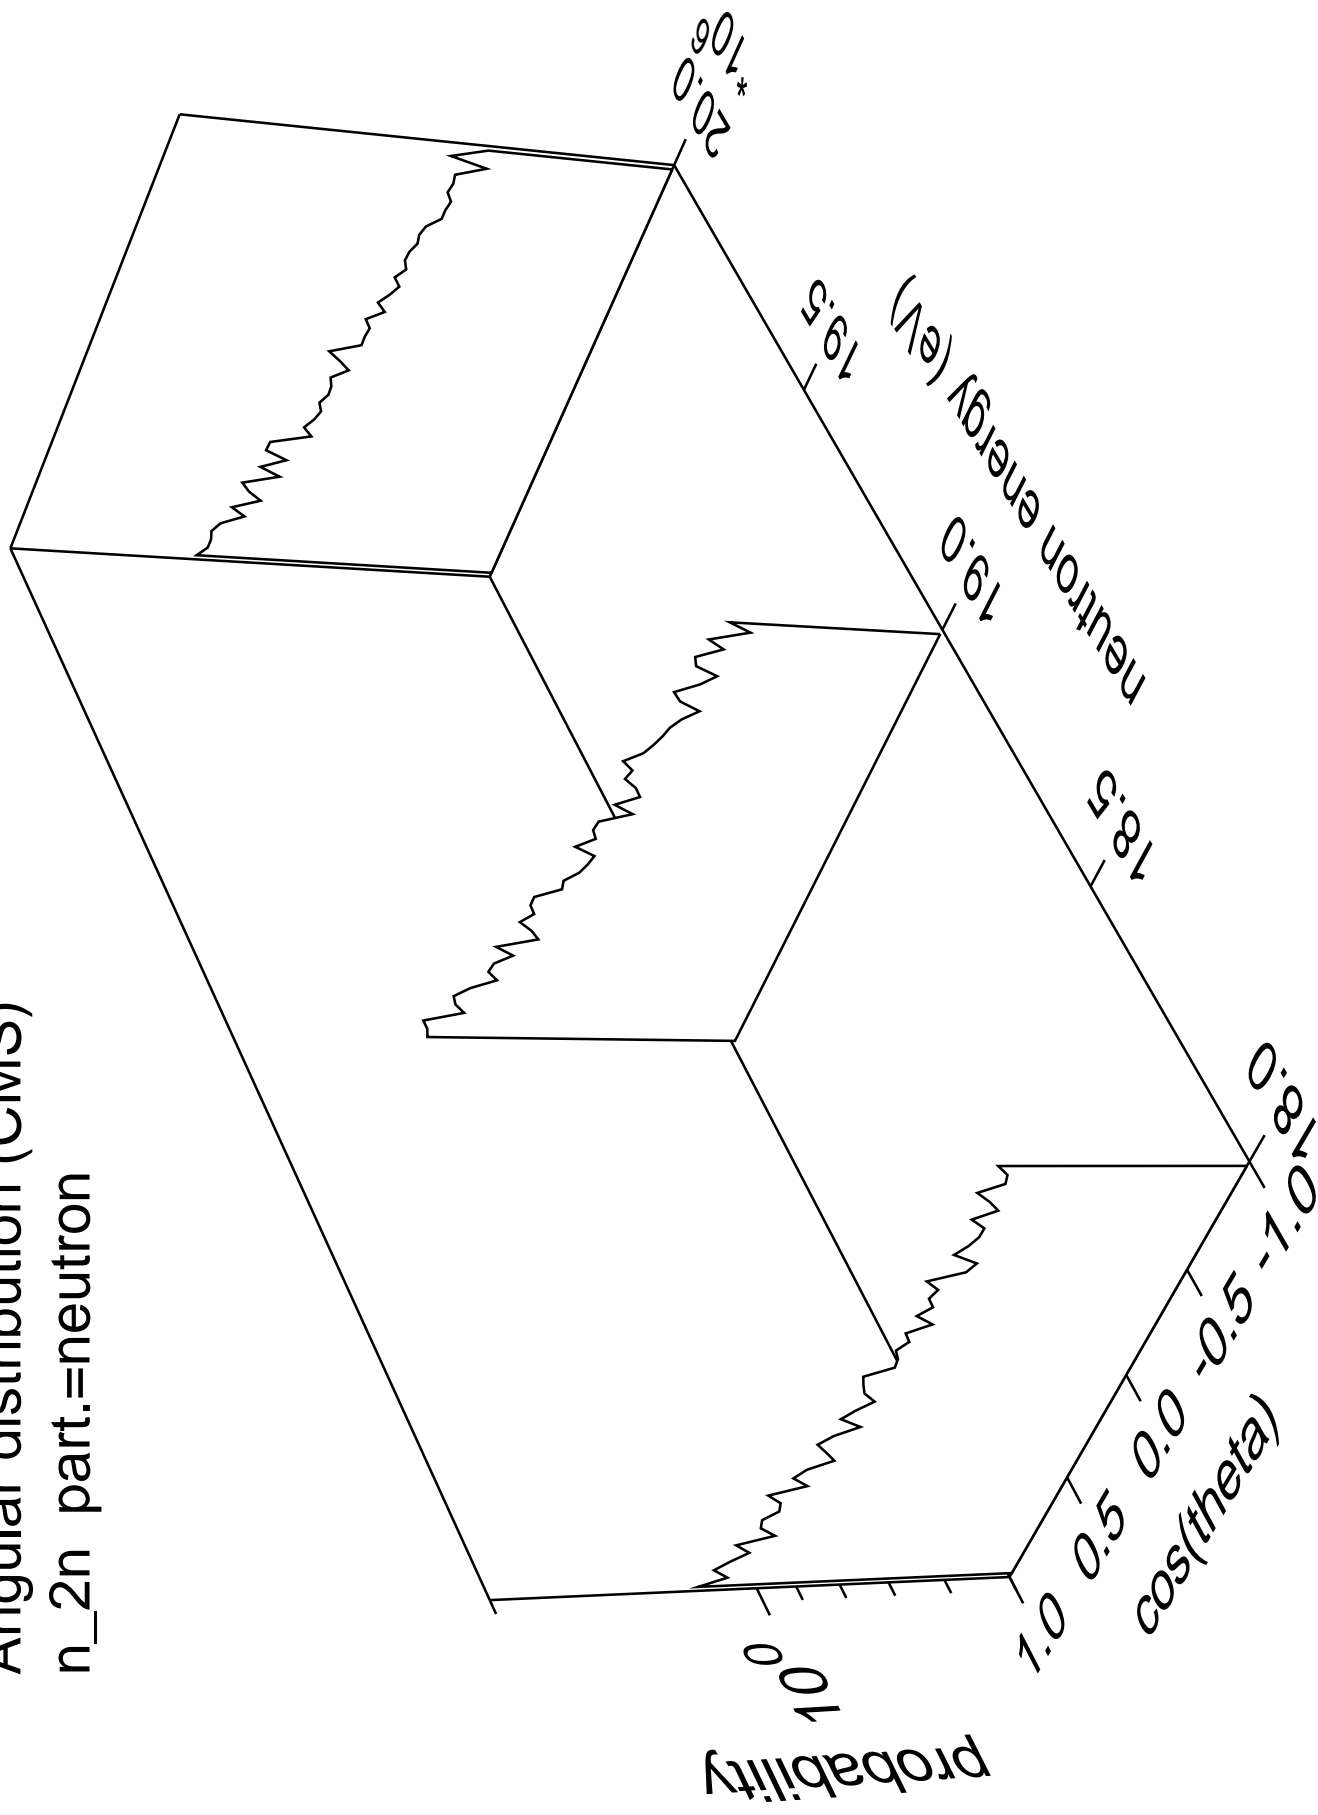 Angular distribution (CMS)
n_2n part.=neutron
probability
10^0
1.0
0.5
0.0
-0.5
-1.0
cos(theta)
18.0
18.5
19.0
19.5
20.0
*10^6
neutron energy (eV)